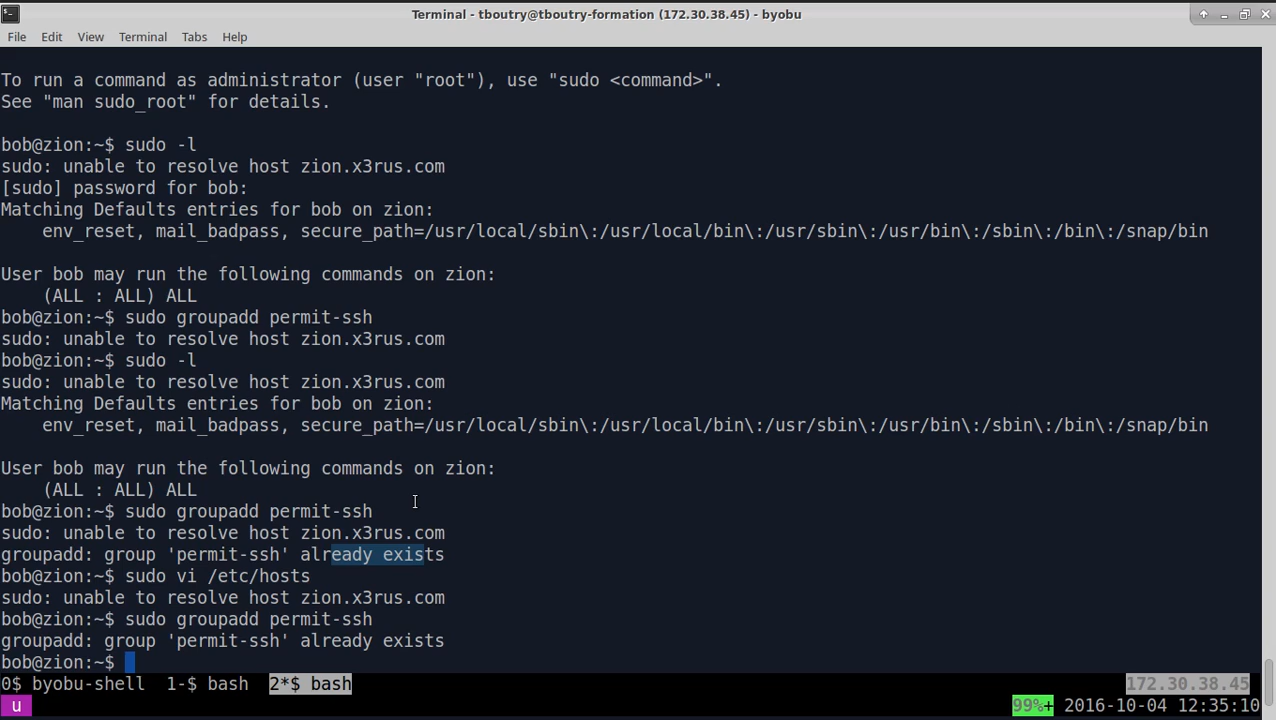 Terminal - tboutry@tboutry-formation (172.30.38.45) - byobu
File Edit View Terminal Tabs Help
To run a command as administrator (user "root"), use "sudo <command>".
See "man sudo_root" for details.
bob@zion:~$ sudo -l
sudo: unable to resolve host zion.x3rus.com
[sudo] password for bob:
Matching Defaults entries for bob on zion:
    env_reset, mail_badpass, secure_path=/usr/local/sbin\:/usr/local/bin\:/usr/sbin\:/usr/bin\:/sbin\:/bin\:/snap/bin
User bob may run the following commands on zion:
    (ALL : ALL) ALL
bob@zion:~$ sudo groupadd permit-ssh
sudo: unable to resolve host zion.x3rus.com
bob@zion:~$ sudo -l
sudo: unable to resolve host zion.x3rus.com
Matching Defaults entries for bob on zion:
    env_reset, mail_badpass, secure_path=/usr/local/sbin\:/usr/local/bin\:/usr/sbin\:/usr/bin\:/sbin\:/bin\:/snap/bin
User bob may run the following commands on zion:
    (ALL : ALL) ALL
bob@zion:~$ sudo groupadd permit-ssh
sudo: unable to resolve host zion.x3rus.com
groupadd: group 'permit-ssh' already exists
bob@zion:~$ sudo vi /etc/hosts
sudo: unable to resolve host zion.x3rus.com
bob@zion:~$ sudo groupadd permit-ssh
groupadd: group 'permit-ssh' already exists
bob@zion:~$
0$ byobu-shell 1-$ bash 2*$ bash 172.30.38.45
u 99%+ 2016-10-04 12:35:10